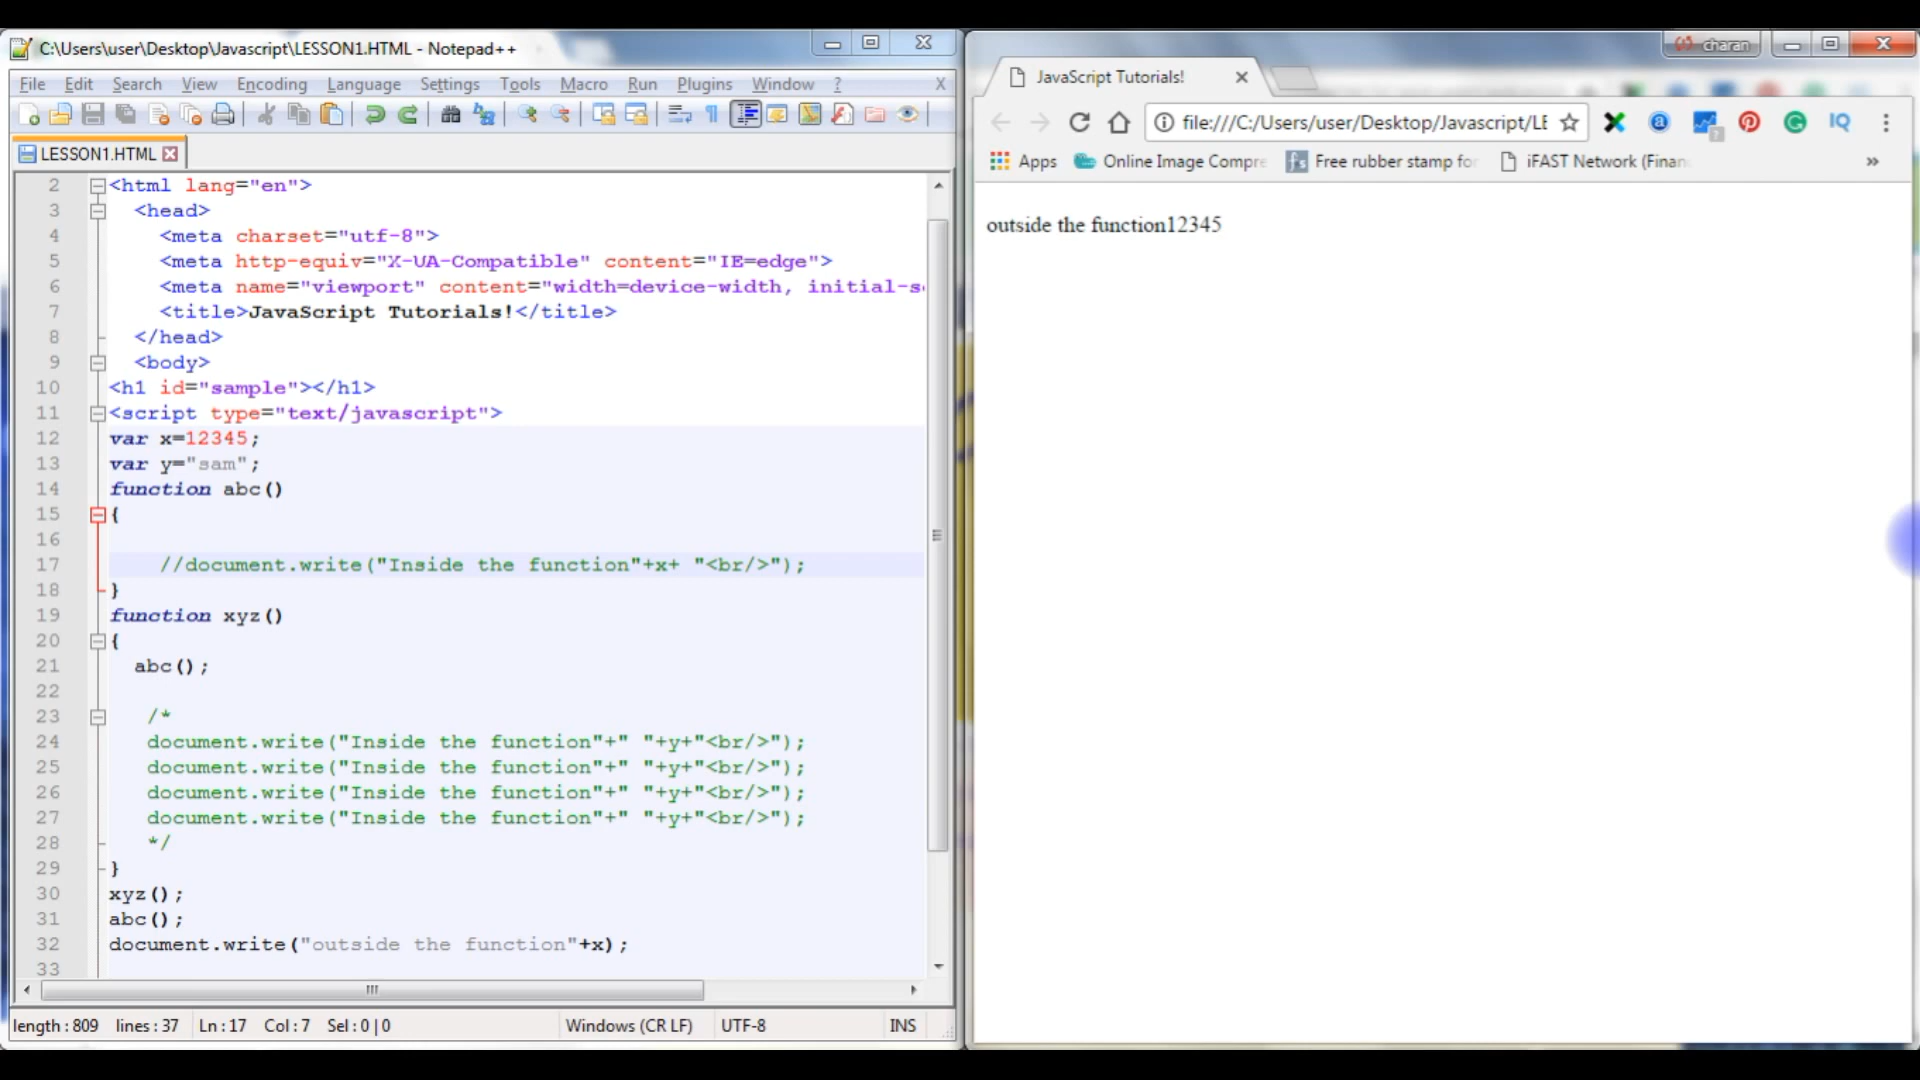 C:\Users\user\Desktop\Javascript\LESSON1.HTML - Notepad++
File Edit Search View Encoding Language Settings Tools Macro Run Plugins Window ? X
LESSON1.HTML
2 <html lang="en">
3 <head>
4 <meta charset="utf-8">
5 <meta http-equiv="X-UA-Compatible" content="IE=edge">
6 <meta name="viewport" content="width=device-width, initial-s
7 <title>JavaScript Tutorials!</title>
8 </head>
9 <body>
10 <h1 id="sample"></h1>
11 <script type="text/javascript">
12 var x=12345;
13 var y="sam";
14 function abc()
15 {
16
17 //document.write("Inside the function"+x+ "<br/>");
18 }
19 function xyz()
20 {
21 abc();
22
23 /*
24 document.write("Inside the function"+" "+y+"<br/>");
25 document.write("Inside the function"+" "+y+"<br/>");
26 document.write("Inside the function"+" "+y+"<br/>");
27 document.write("Inside the function"+" "+y+"<br/>");
28 */
29 }
30 xyz();
31 abc();
32 document.write("outside the function"+x);
33
length : 809 lines : 37 Ln : 17 Col : 7 Sel : 0 | 0 Windows (CR LF) UTF-8 INS
charan
JavaScript Tutorials!
file:///C:/Users/user/Desktop/Javascript/LE
IQ
Apps Online Image Compre fs Free rubber stamp for iFAST Network (Finan »
outside the function12345